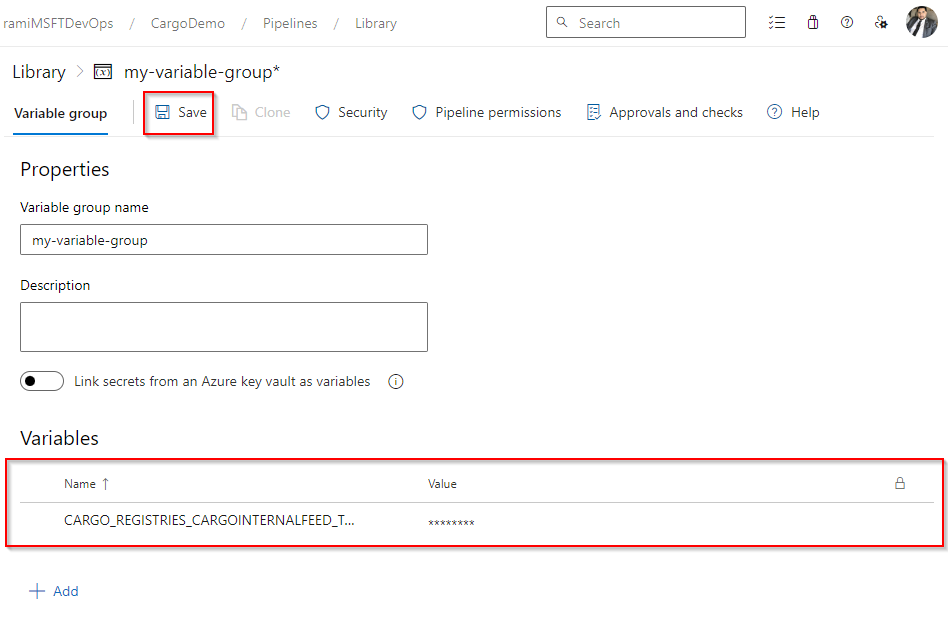 ramiMSFTDevOps / CargoDemo / Pipelines / Library
Search
Library > (x) my-variable-group*
Variable group Save Clone Security Pipeline permissions Approvals and checks Help
Properties
Variable group name
my-variable-group
Description
Link secrets from an Azure key vault as variables
Variables
Name ↑ Value
CARGO_REGISTRIES_CARGOINTERNALFEED_T... ********
+ Add